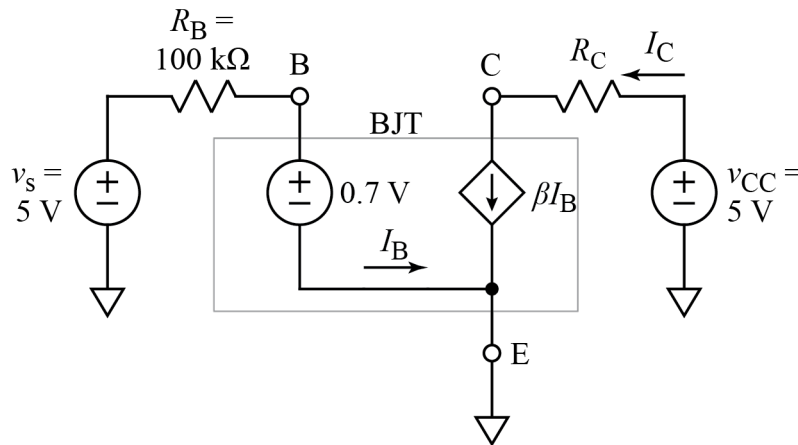 R_B =
100 kΩ
B
C
R_C
I_C
BJT
v_s =
5 V
+
−
+
−
0.7 V
βI_B
+
−
v_CC =
5 V
I_B
E